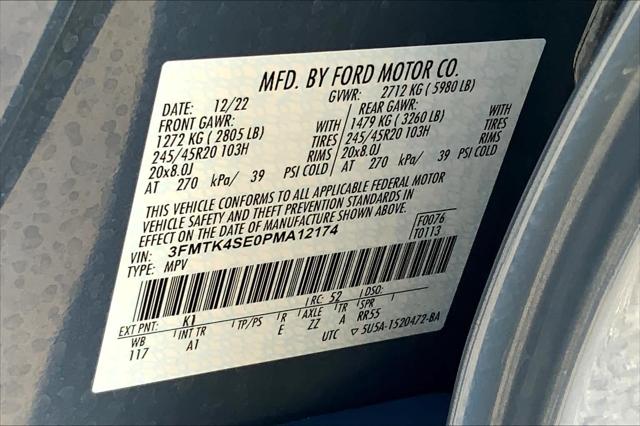 MFD. BY FORD MOTOR CO.
DATE: 12/22 GVWR: 2712 KG (5980 LB)
FRONT GAWR: REAR GAWR:
1272 KG (2805 LB) WITH 1479 KG (3260 LB) WITH
245/45R20 103H TIRES 245/45R20 103H TIRES
20x8.0J RIMS 20x8.0J RIMS
AT 270 kPa/ 39 PSI COLD AT 270 kPa/ 39 PSI COLD
THIS VEHICLE CONFORMS TO ALL APPLICABLE FEDERAL MOTOR
VEHICLE SAFETY AND THEFT PREVENTION STANDARDS IN
EFFECT ON THE DATE OF MANUFACTURE SHOWN ABOVE.
VIN: 3FMTK4SE0PMA12174 F0076
TYPE: MPV T0113
EXT PNT: K1 RC: 52 DSO:
WB INT TR TP/PS R AXLE TR SPR
117 A1 E ZZ A RR55
UTC ▽ 5U5A-1520472-BA